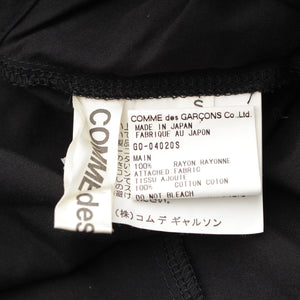 S
COMME des GARÇONS Co.,Ltd.
MADE IN JAPAN
FABRIQUE AU JAPON
GO-04020S
MAIN
100% RAYON RAYONNE
ATTACHED FABRIC
TISSU AJOUTE
100% COTTON COTON
DO NOT BLEACH
(株)コム デ ギャルソン
COMME des